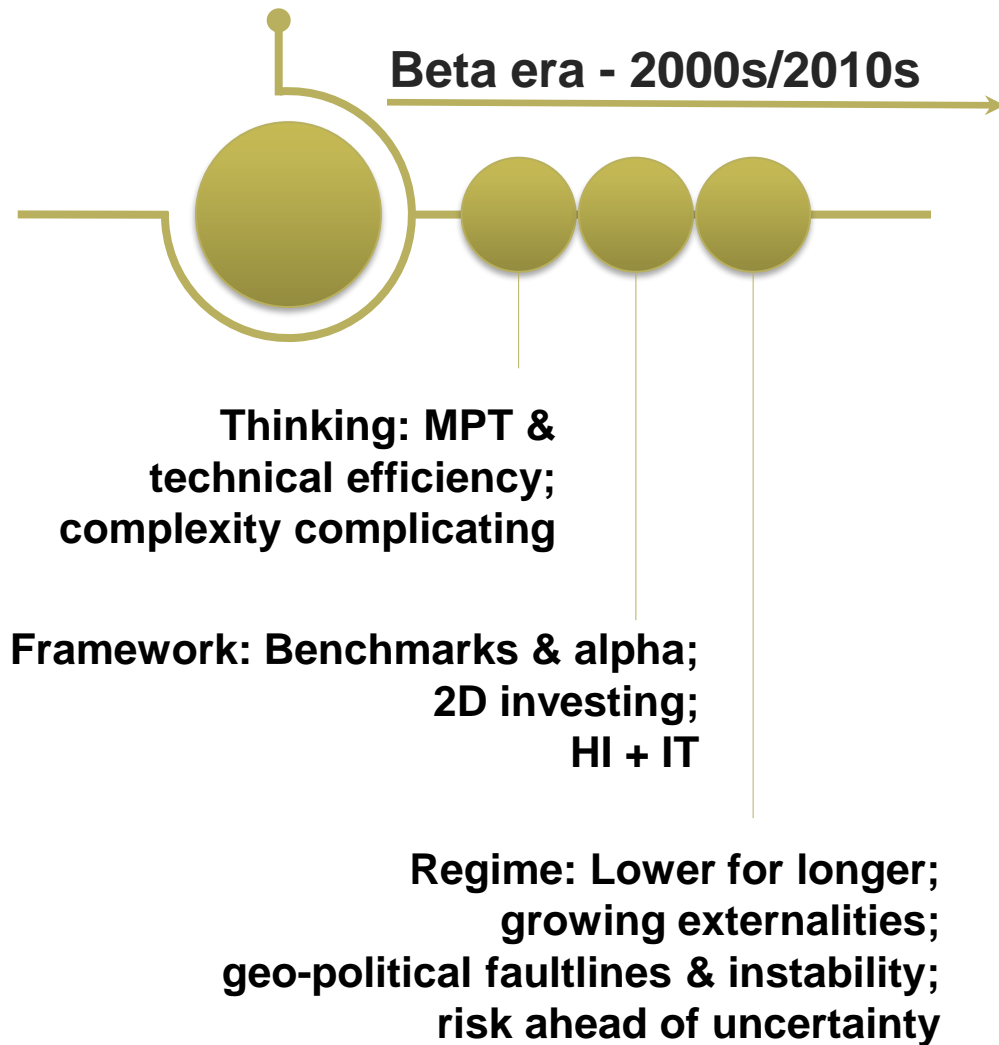 Beta era - 2000s/2010s
Thinking: MPT &
technical efficiency;
complexity complicating
Framework: Benchmarks & alpha;
2D investing;
HI + IT
Regime: Lower for longer;
growing externalities;
geo-political faultlines & instability;
risk ahead of uncertainty